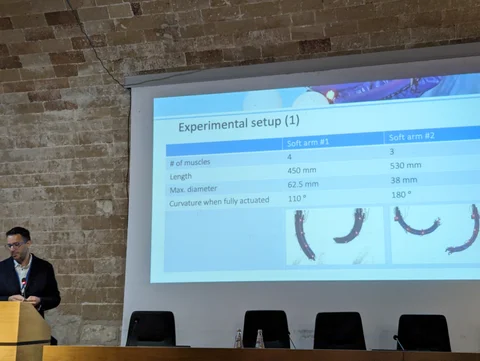 Experimental setup (1)
Soft arm #1 Soft arm #2
# of muscles 4 3
Length 450 mm 530 mm
Max. diameter 62.5 mm 38 mm
Curvature when fully actuated 110 º 180 º